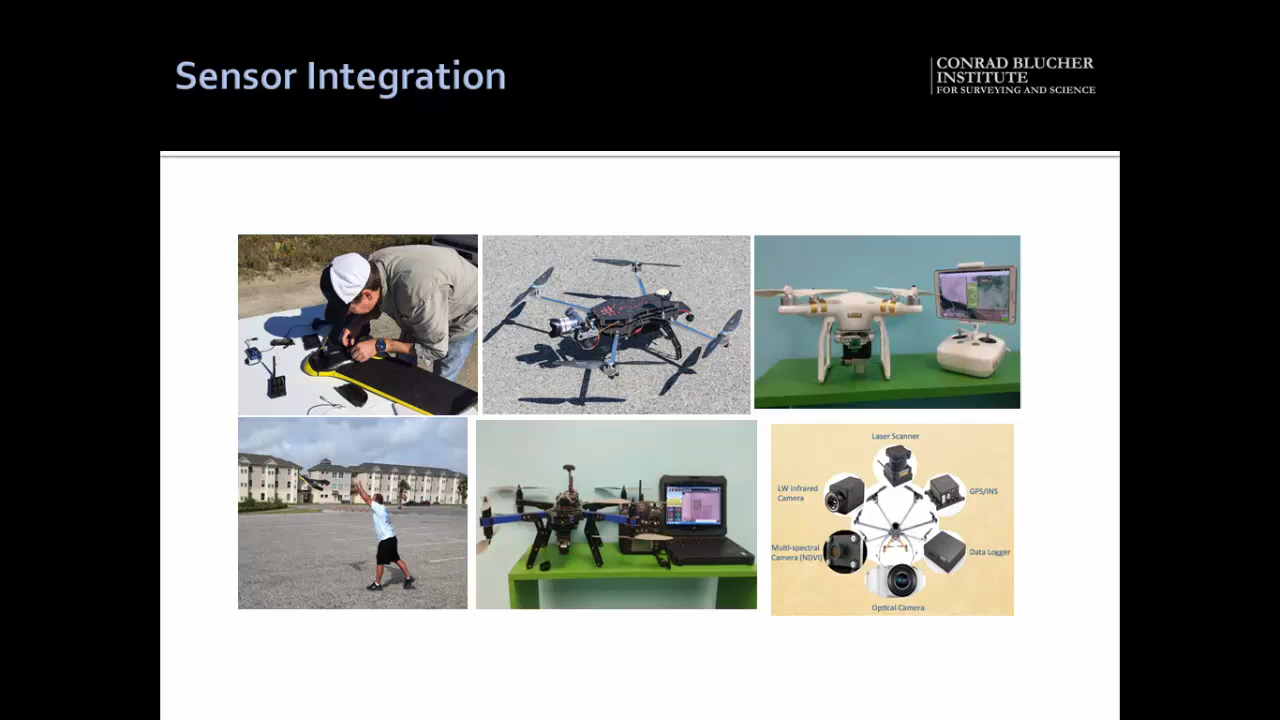 Sensor Integration
CONRAD BLUCHER
INSTITUTE
FOR SURVEYING AND SCIENCE
Laser Scanner
LW Infrared
Camera
GPS/INS
Multi-spectral
Camera (NDVI)
Data Logger
Optical Camera